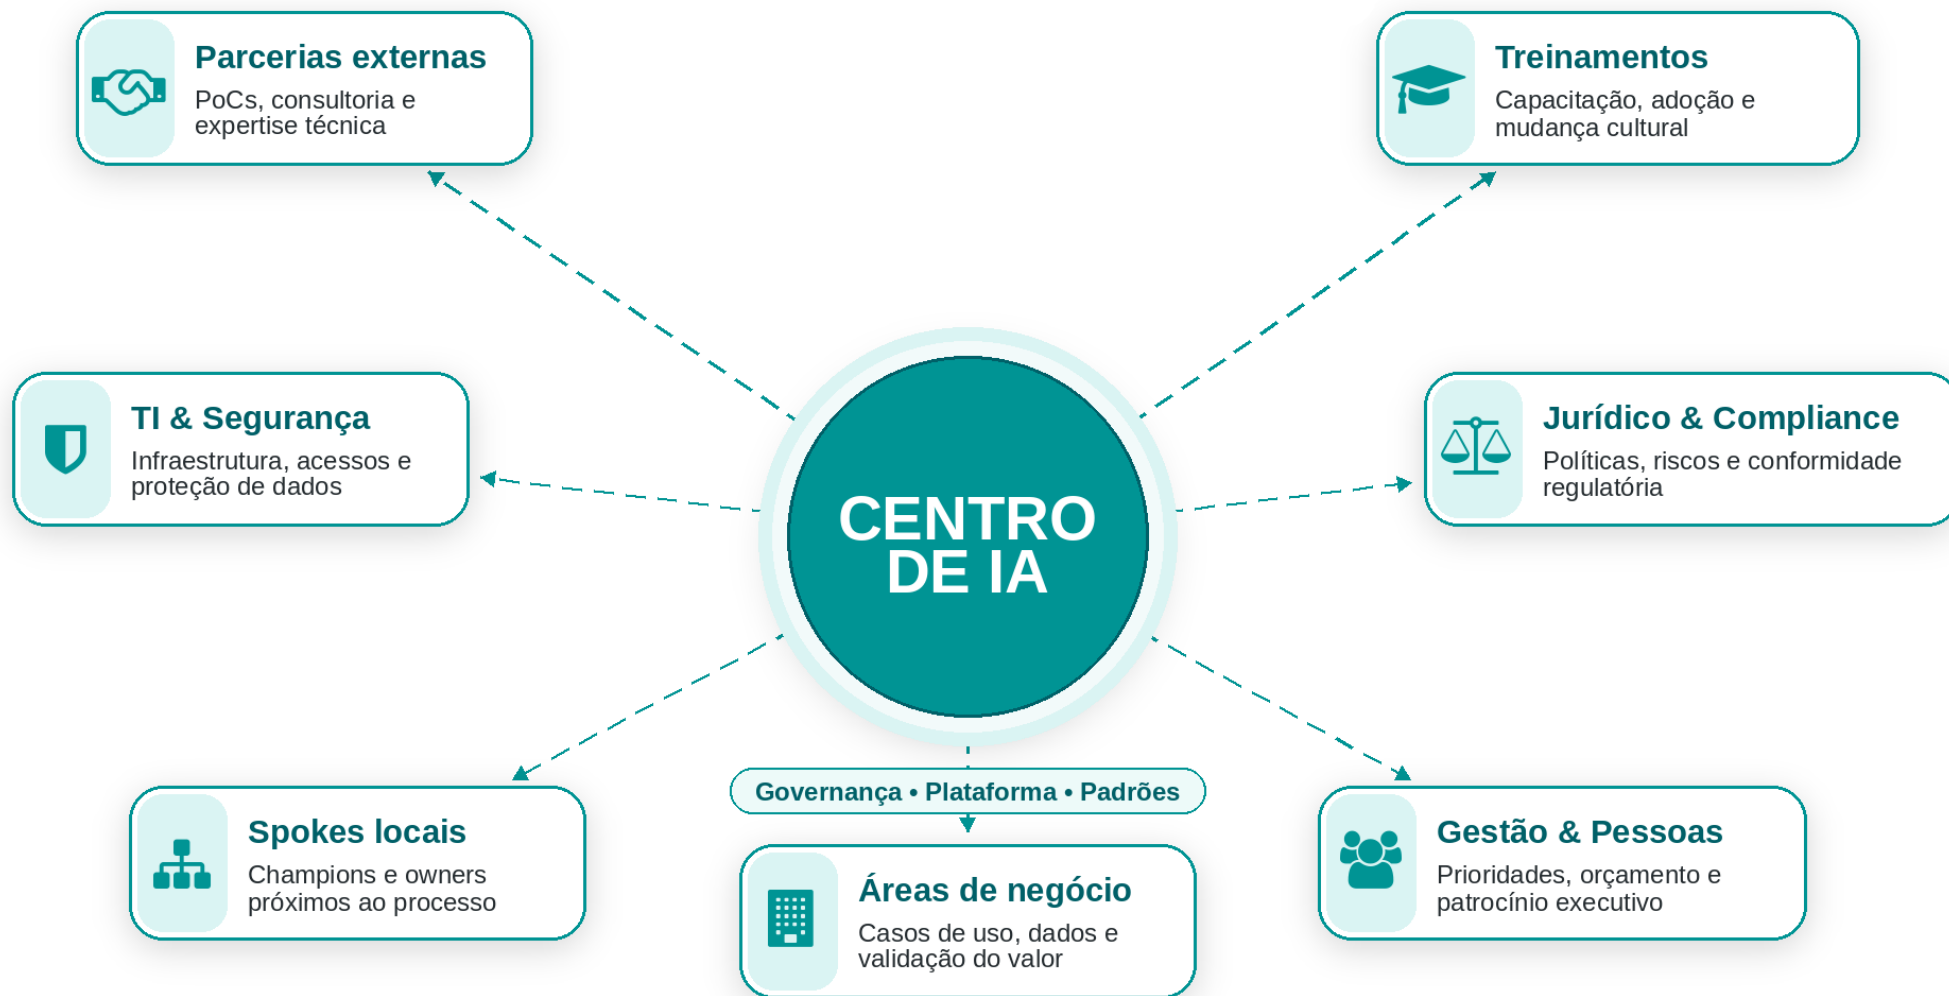 Parcerias externas
PoCs, consultoria e
expertise técnica
Treinamentos
Capacitação, adoção e
mudança cultural
TI & Segurança
Infraestrutura, acessos e
proteção de dados
CENTRO
DE IA
Jurídico & Compliance
Políticas, riscos e conformidade
regulatória
Governança • Plataforma • Padrões
Spokes locais
Champions e owners
próximos ao processo
Áreas de negócio
Casos de uso, dados e
validação do valor
Gestão & Pessoas
Prioridades, orçamento e
patrocínio executivo